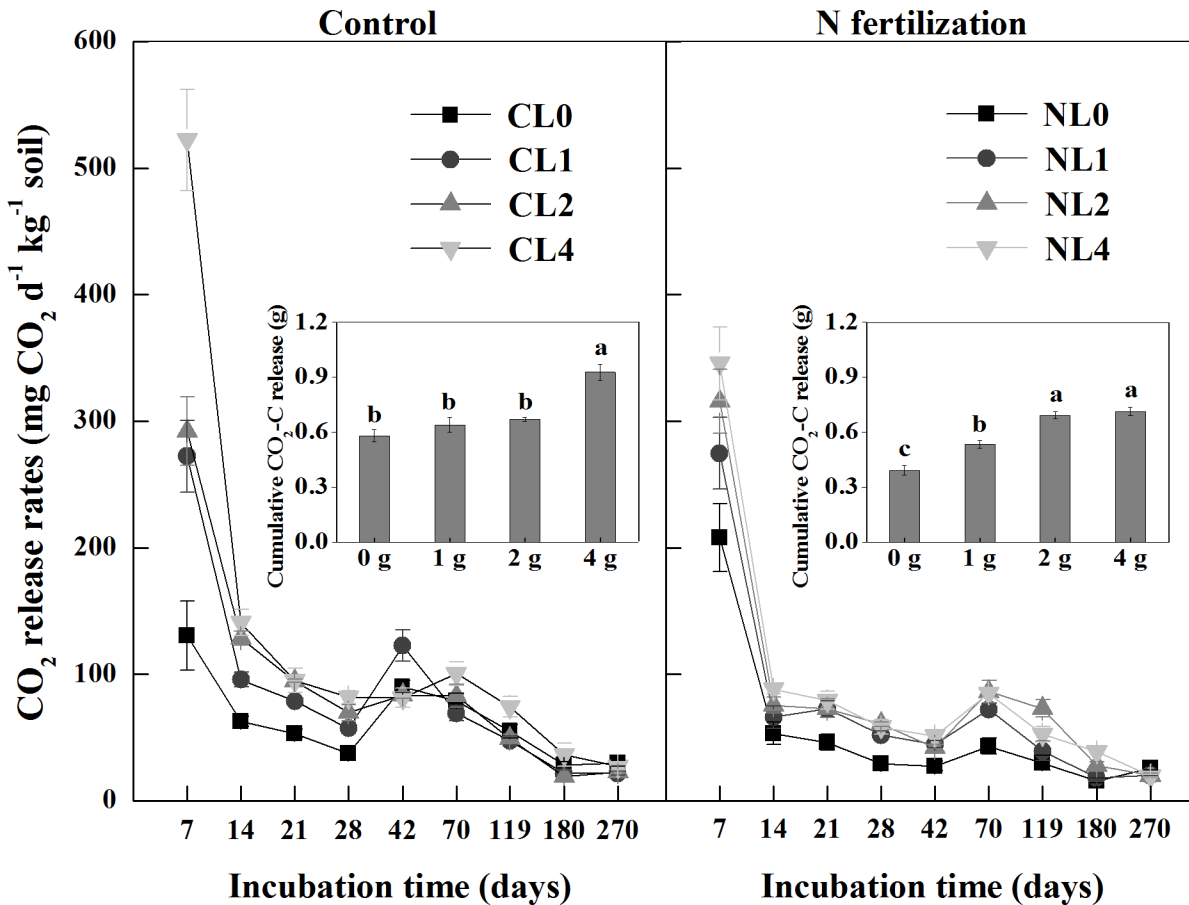 Control
N fertilization
CO₂ release rates (mg CO₂ d⁻¹ kg⁻¹ soil)
600
500
400
300
200
100
0
CL0
CL1
CL2
CL4
NL0
NL1
NL2
NL4
Cumulative CO₂-C release (g)
1.2
0.9
0.6
0.3
0.0
b
b
b
a
0 g
1 g
2 g
4 g
Cumulative CO₂-C release (g)
1.2
0.9
0.6
0.3
0.0
c
b
a
a
0 g
1 g
2 g
4 g
7 14 21 28 42 70 119 180 270
7 14 21 28 42 70 119 180 270
Incubation time (days)
Incubation time (days)